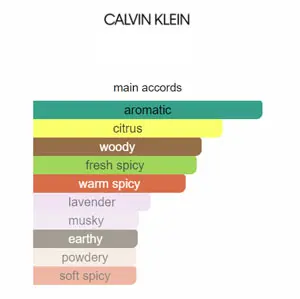 CALVIN KLEIN
main accords
aromatic
citrus
woody
fresh spicy
warm spicy
lavender
musky
earthy
powdery
soft spicy